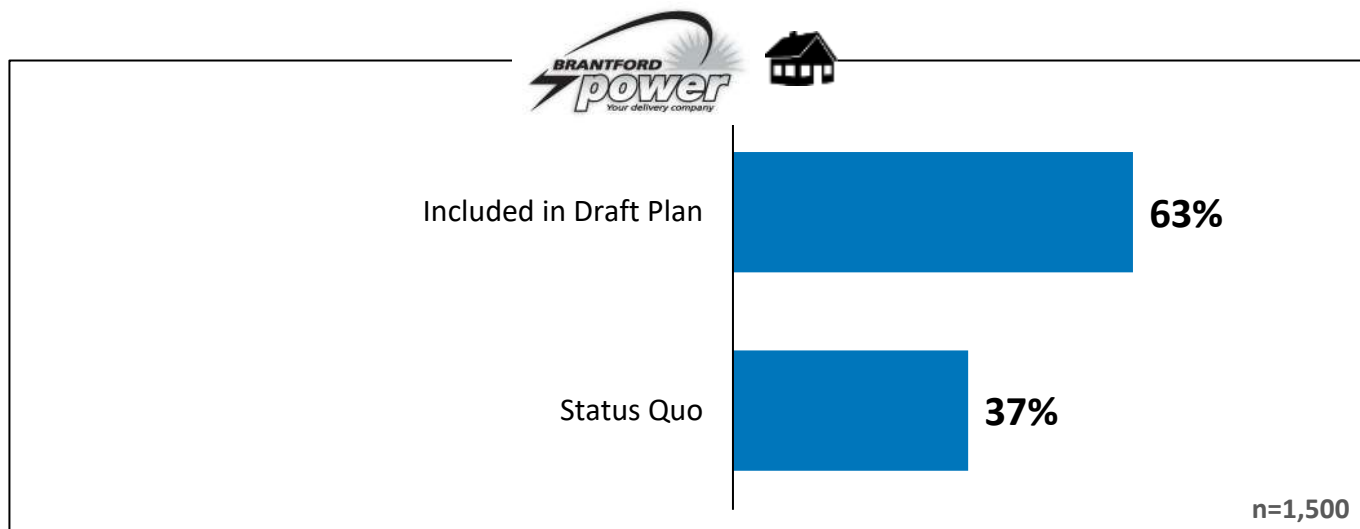 BRANTFORD
power
Your delivery company
Included in Draft Plan
63%
Status Quo
37%
n=1,500